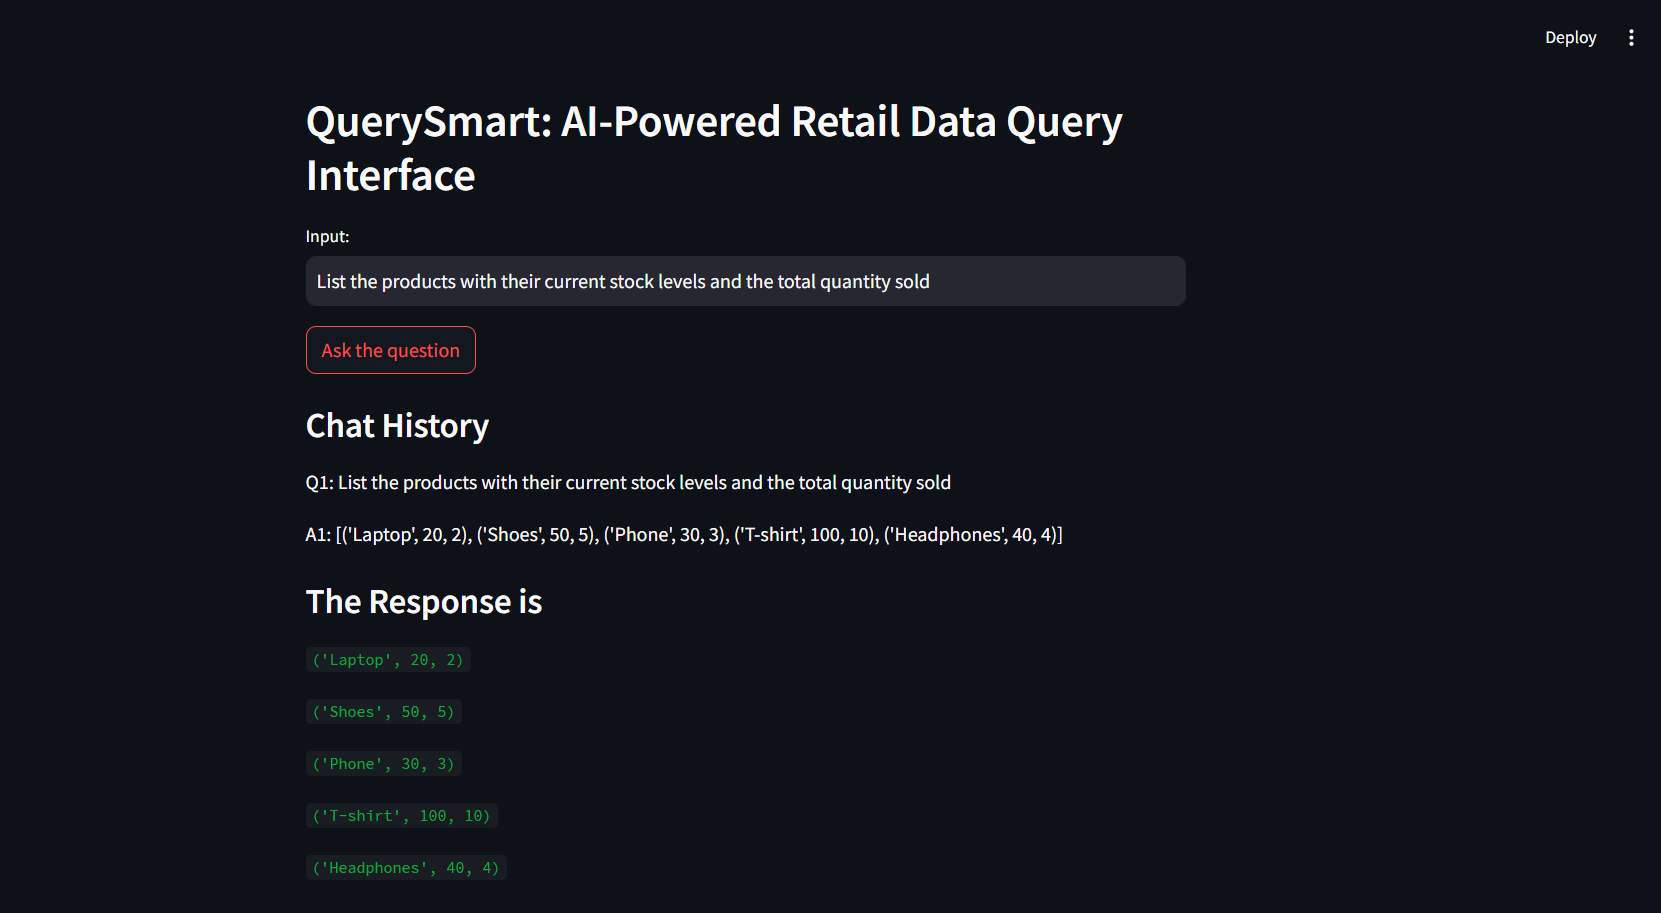 Deploy
QuerySmart: AI-Powered Retail Data Query
Interface
Input:
List the products with their current stock levels and the total quantity sold
Ask the question
Chat History
Q1: List the products with their current stock levels and the total quantity sold
A1: [('Laptop', 20, 2), ('Shoes', 50, 5), ('Phone', 30, 3), ('T-shirt', 100, 10), ('Headphones', 40, 4)]
The Response is
('Laptop', 20, 2)
('Shoes', 50, 5)
('Phone', 30, 3)
('T-shirt', 100, 10)
('Headphones', 40, 4)